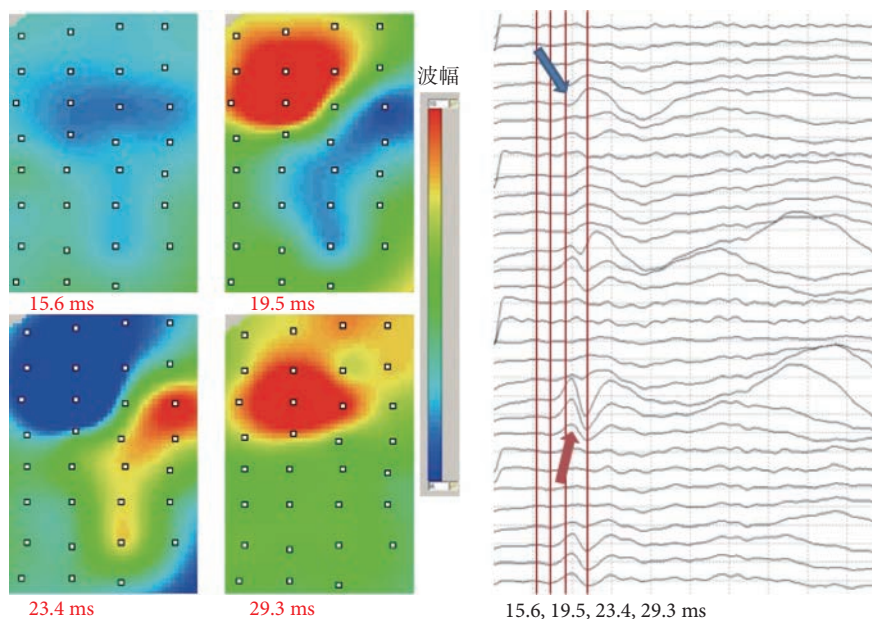 波幅
15.6 ms
19.5 ms
23.4 ms
29.3 ms
15.6, 19.5, 23.4, 29.3 ms